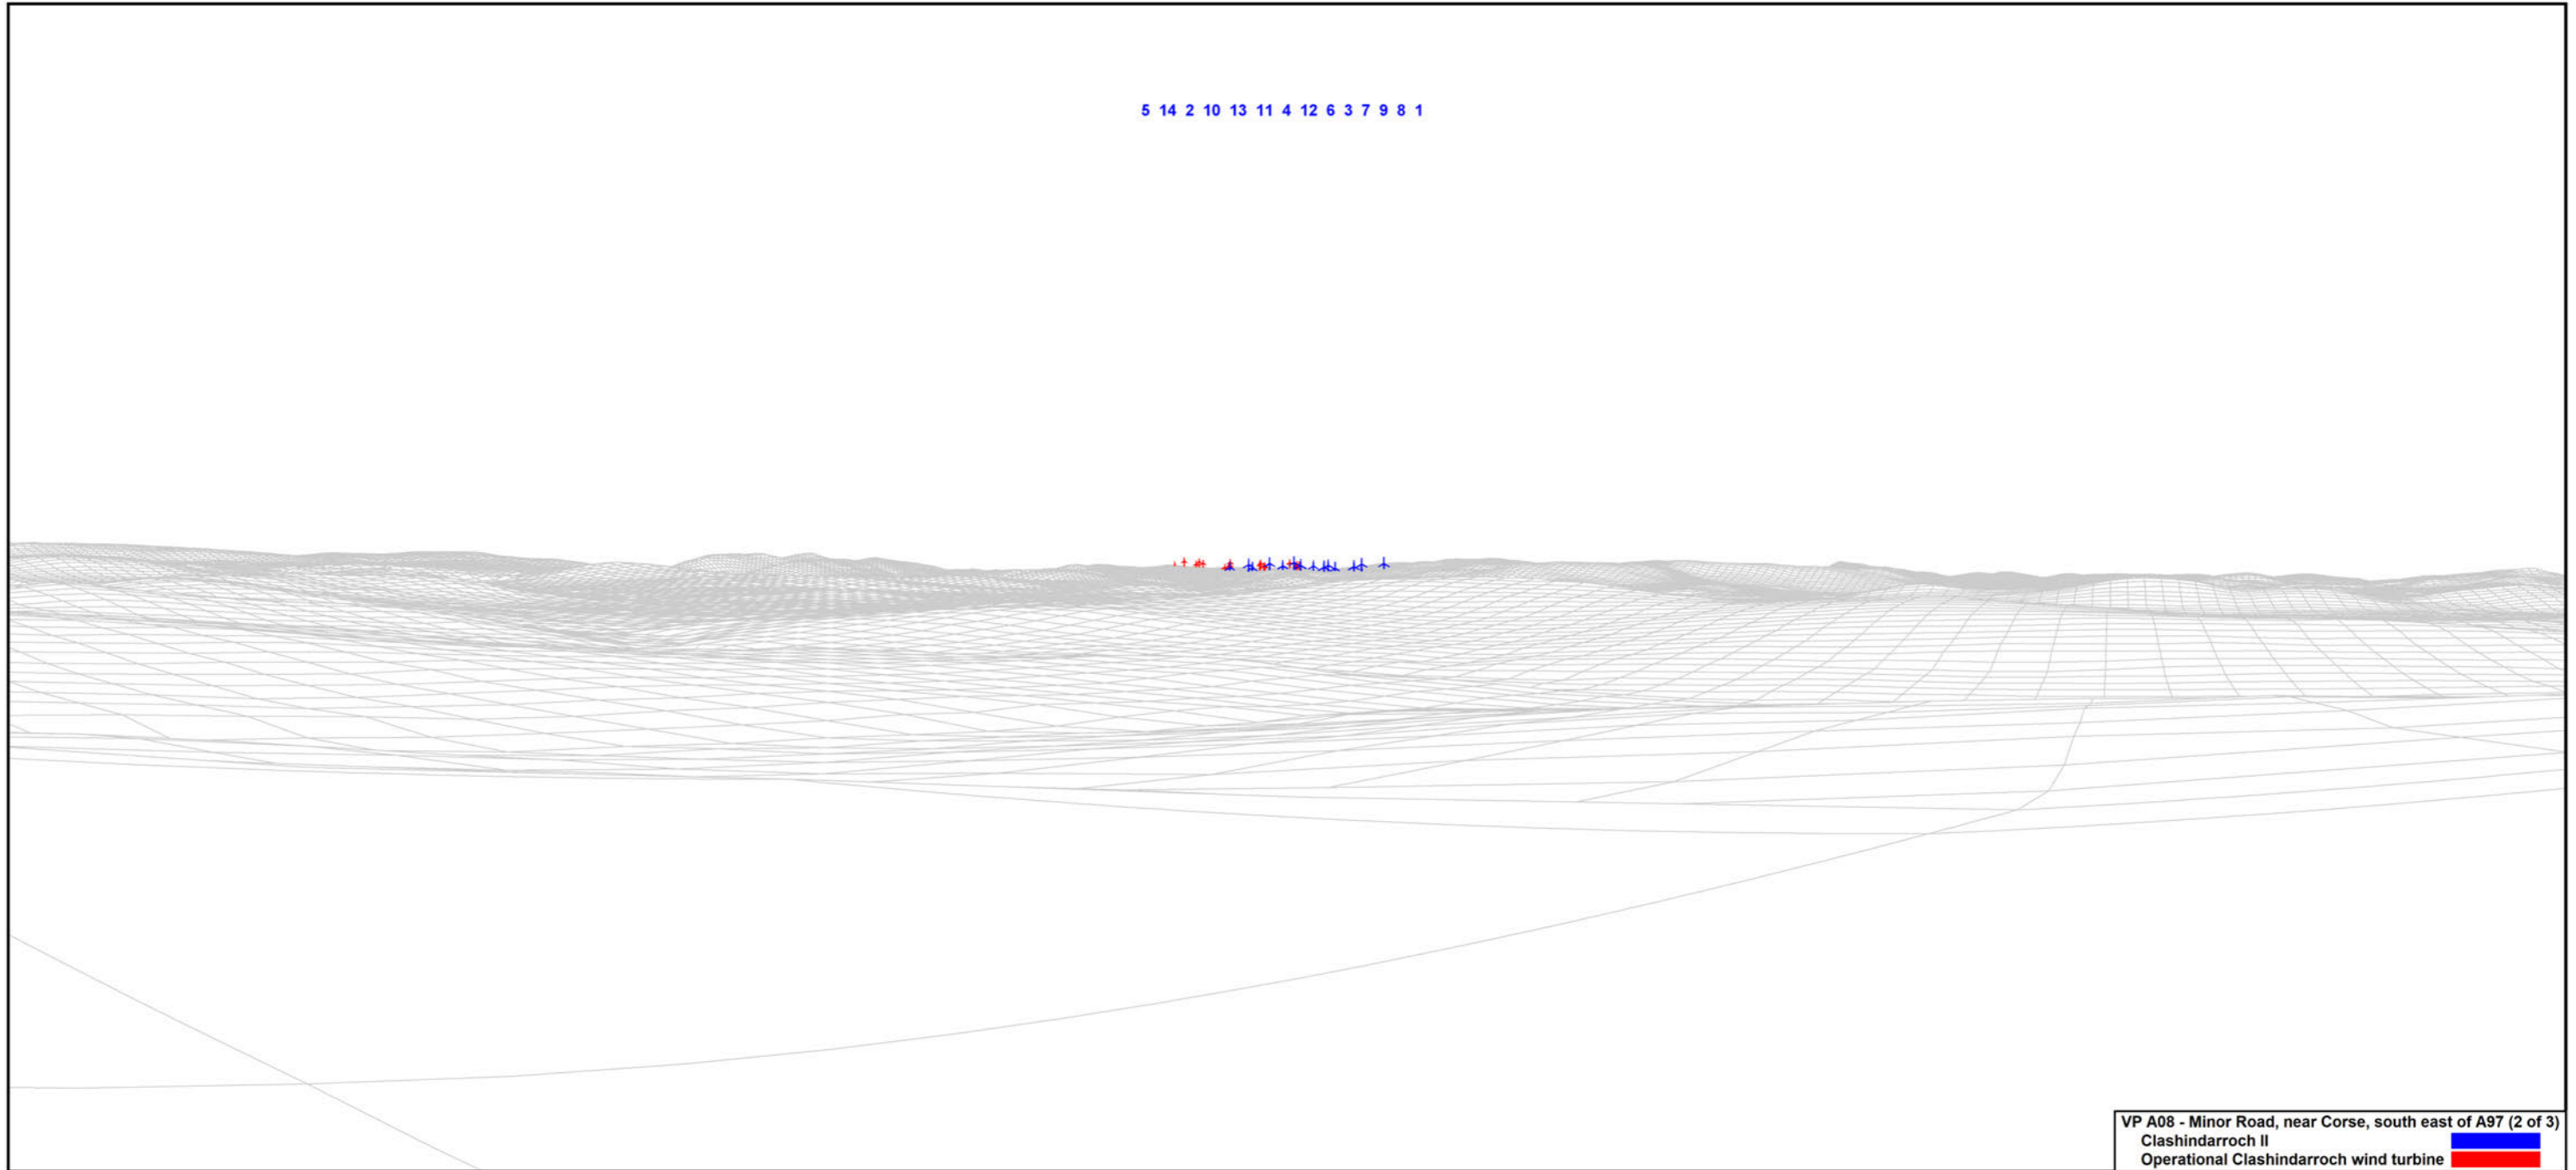 5 14 2 10 13 11 4 12 6 3 7 9 8 1
VP A08 - Minor Road, near Corse, south east of A97 (2 of 3)
Clashindarroch II
Operational Clashindarroch wind turbine